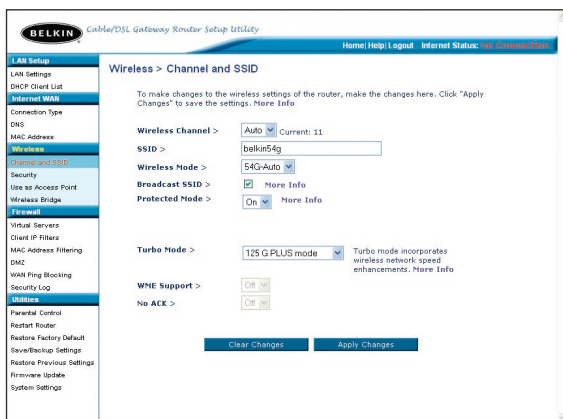 BELKIN Cable/DSL Gateway Router Setup Utility
Home| Help| Logout Internet Status: No Connection
LAN Setup
LAN Settings
DHCP Client List
Internet WAN
Connection Type
DNS
MAC Address
Wireless
Channel and SSID
Security
Use as Access Point
Wireless Bridge
Firewall
Virtual Servers
Client IP Filters
MAC Address Filtering
DMZ
WAN Ping Blocking
Security Log
Utilities
Parental Control
Restart Router
Restore Factory Default
Save/Backup Settings
Restore Previous Settings
Firmware Update
System Settings
Wireless > Channel and SSID
To make changes to the wireless settings of the router, make the changes here. Click "Apply
Changes" to save the settings. More Info
Wireless Channel > Auto Current: 11
SSID > belkin54g
Wireless Mode > 54G-Auto
Broadcast SSID > More Info
Protected Mode > On More Info
Turbo Mode > 125 G PLUS mode Turbo mode incorporates
wireless network speed
enhancements. More Info
WME Support > Off
No ACK > Off
Clear Changes Apply Changes